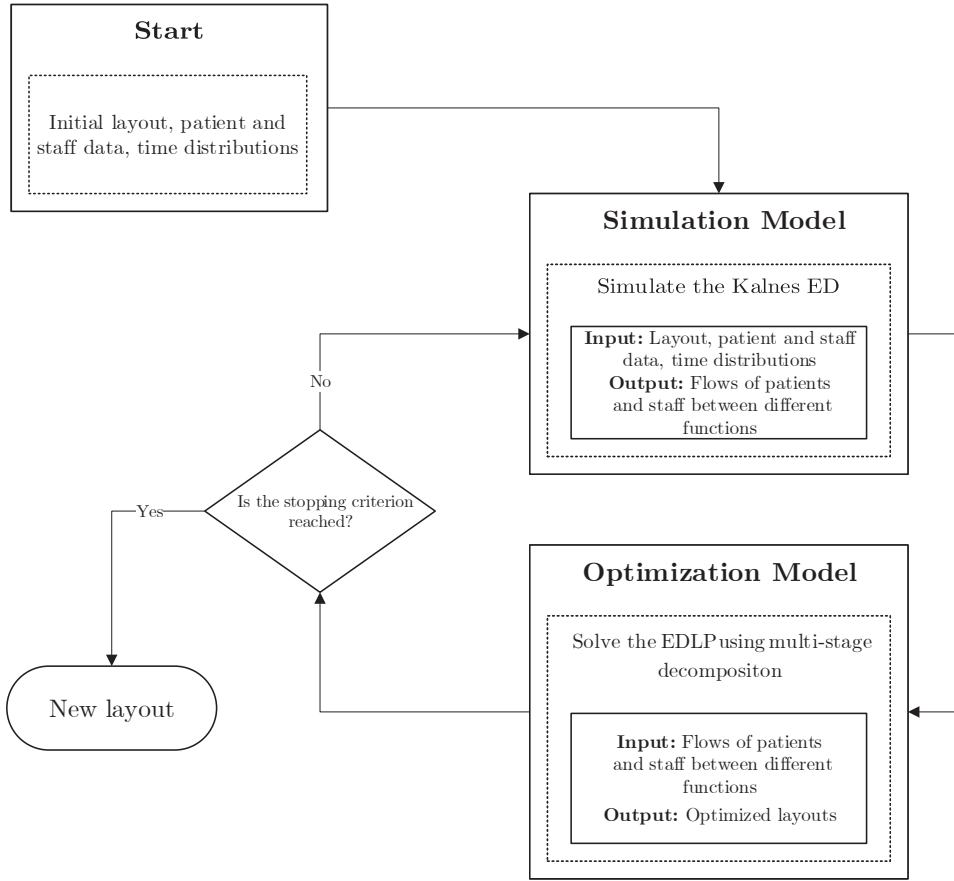 Start
Initial layout, patient and
staff data, time distributions
Simulation Model
Simulate the Kalnes ED
Input: Layout, patient and staff
data, time distributions
Output: Flows of patients
and staff between different
functions
No
Is the stopping criterion
reached?
Yes
New layout
Optimization Model
Solve the EDLP using multi-stage
decompositon
Input: Flows of patients
and staff between different
functions
Output: Optimized layouts